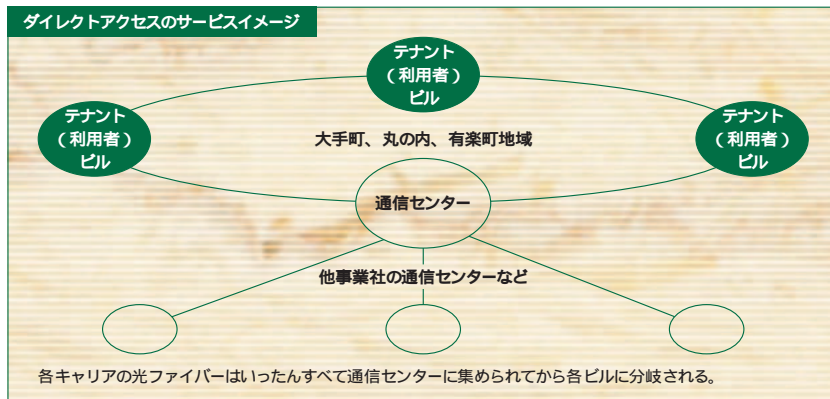 ダイレクトアクセスのサービスイメージ
テナント
(利用者)
ビル
テナント
(利用者)
ビル
テナント
(利用者)
ビル
大手町、丸の内、有楽町地域
通信センター
他事業社の通信センターなど
各キャリアの光ファイバーはいったんすべて通信センターに集められてから各ビルに分岐される。